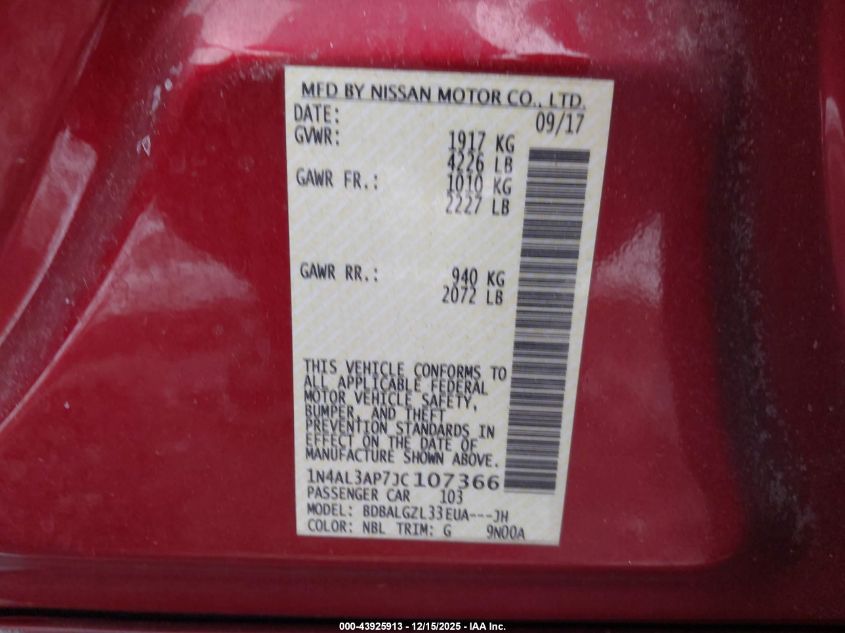 MFD BY NISSAN MOTOR CO., LTD.
DATE: 09/17
GVWR: 1917 KG
4226 LB
GAWR FR.: 1010 KG
2227 LB
GAWR RR.: 940 KG
2072 LB
THIS VEHICLE CONFORMS TO
ALL APPLICABLE FEDERAL
MOTOR VEHICLE SAFETY,
BUMPER, AND THEFT
PREVENTION STANDARDS IN
EFFECT ON THE DATE OF
MANUFACTURE SHOWN ABOVE.
1N4AL3AP7JC107366
PASSENGER CAR 103
MODEL: BDBALGZL33EUA---JH
COLOR: NBL TRIM: G 9N00A
000-43925913 - 12/15/2025 - IAA Inc.